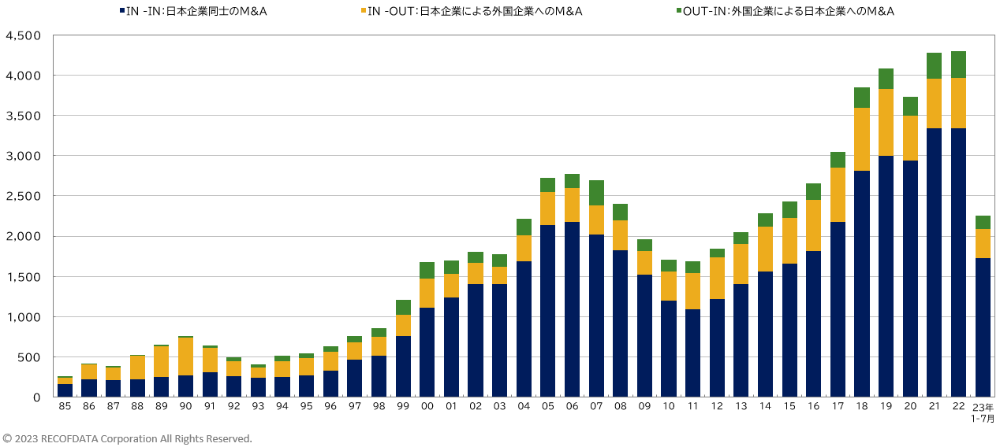 IN -IN：日本企業同士のM&A IN -OUT：日本企業による外国企業へのM&A OUT-IN：外国企業による日本企業へのM&A
4,500
4,000
3,500
3,000
2,500
2,000
1,500
1,000
500
0
85 86 87 88 89 90 91 92 93 94 95 96 97 98 99 00 01 02 03 04 05 06 07 08 09 10 11 12 13 14 15 16 17 18 19 20 21 22 23年
1-7月
© 2023 RECOFDATA Corporation All Rights Reserved.